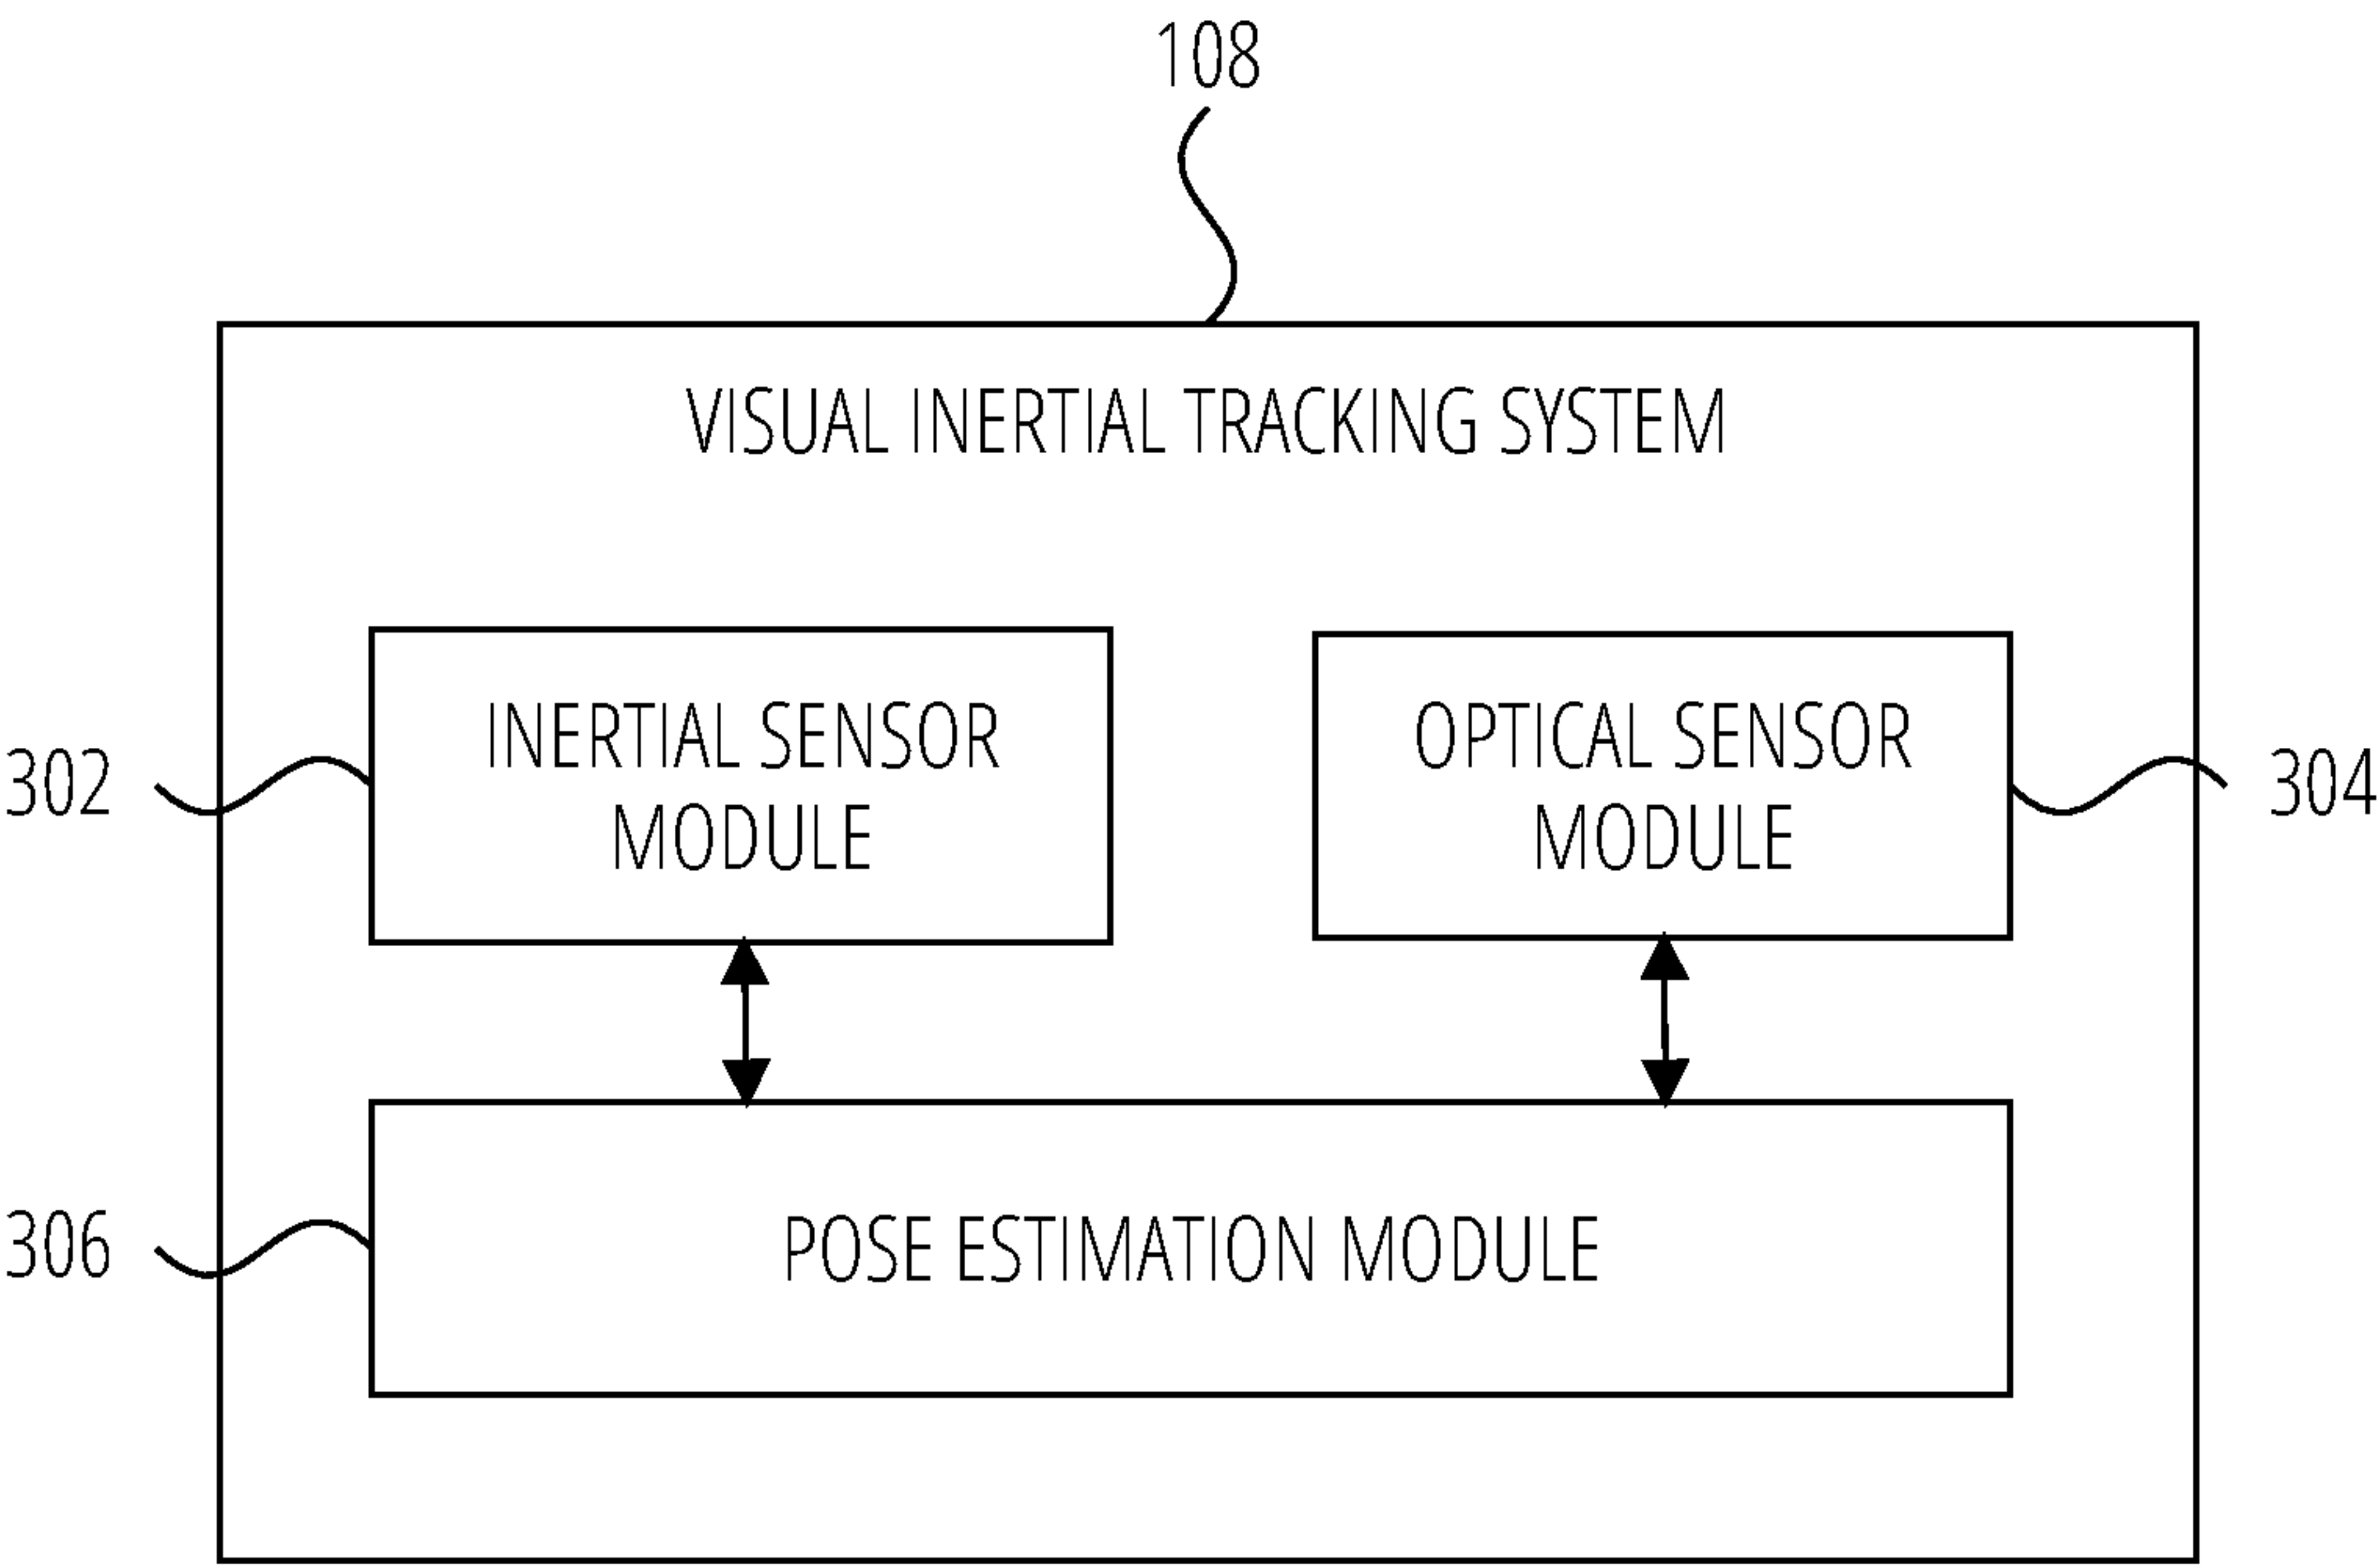 108
VISUAL INERTIAL TRACKING SYSTEM
INERTIAL SENSOR
MODULE
OPTICAL SENSOR
MODULE
302
304
306
POSE ESTIMATION MODULE